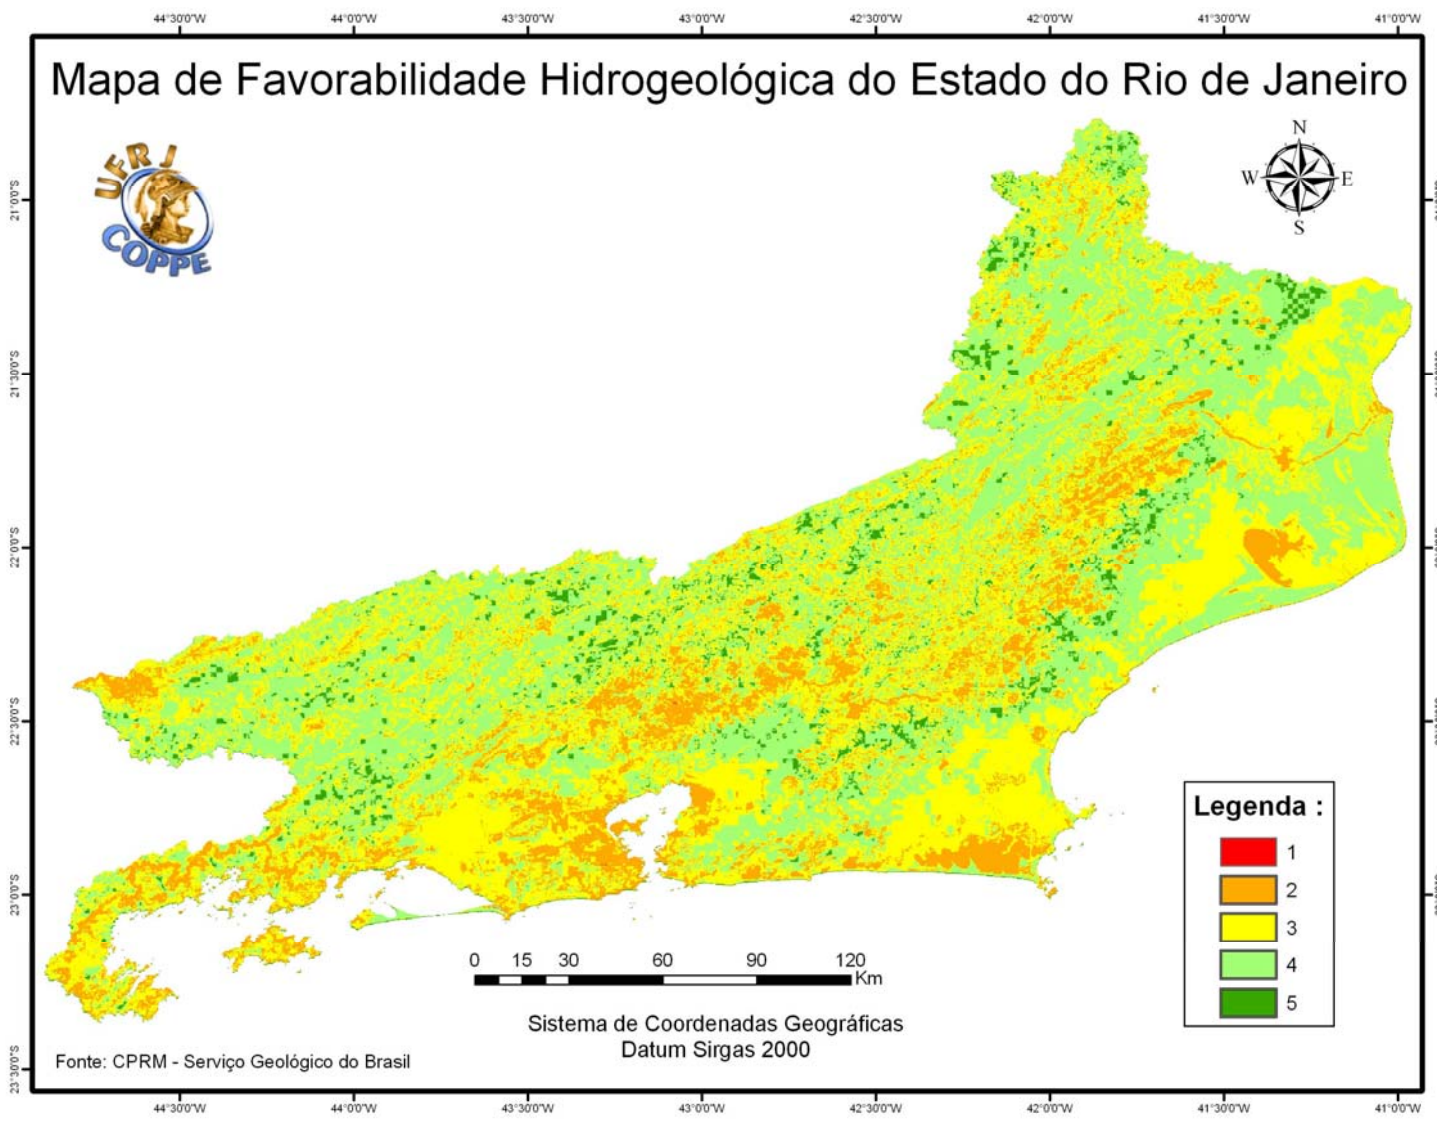 44°30'0"W 44°0'0"W 43°30'0"W 43°0'0"W 42°30'0"W 42°0'0"W 41°30'0"W 41°0'0"W
Mapa de Favorabilidade Hidrogeológica do Estado do Rio de Janeiro
UFRJ
COPPE
N
W E
S
21°0'0"S
21°30'0"S
22°0'0"S
22°30'0"S
23°0'0"S
23°30'0"S
Legenda :
1
2
3
4
5
0 15 30 60 90 120
Km
Sistema de Coordenadas Geográficas
Datum Sirgas 2000
Fonte: CPRM - Serviço Geológico do Brasil
44°30'0"W 44°0'0"W 43°30'0"W 43°0'0"W 42°30'0"W 42°0'0"W 41°30'0"W 41°0'0"W